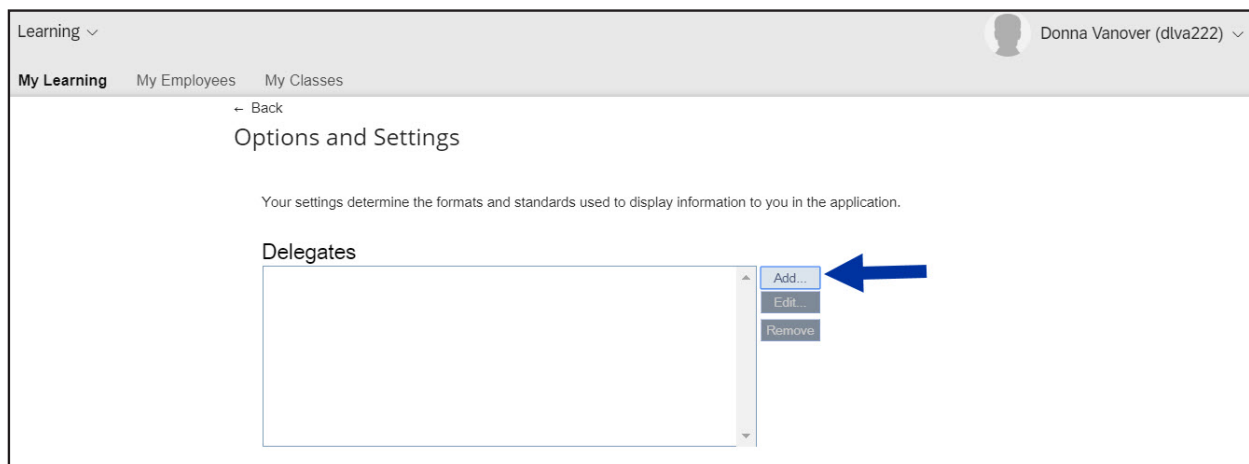 Learning
Donna Vanover (dlva222)
My Learning My Employees My Classes
← Back
Options and Settings
Your settings determine the formats and standards used to display information to you in the application.
Delegates
Add...
Edit...
Remove